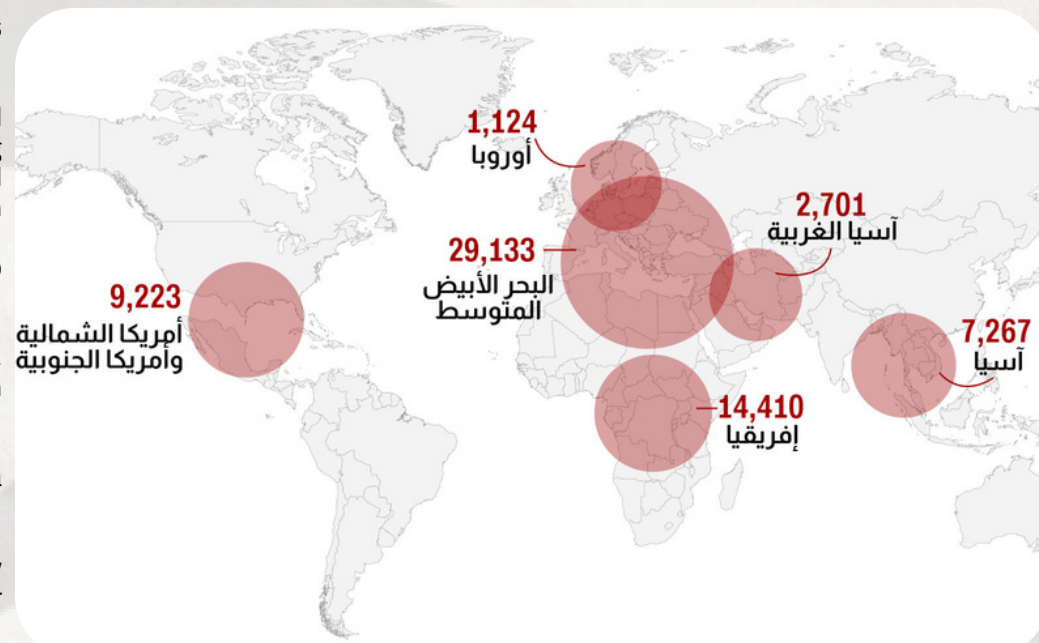 1,124
أوروبا
2,701
آسيا الغربية
29,133
البحر الأبيض
المتوسط
9,223
أمريكا الشمالية
وأمريكا الجنوبية
7,267
آسيا
14,410
إفريقيا